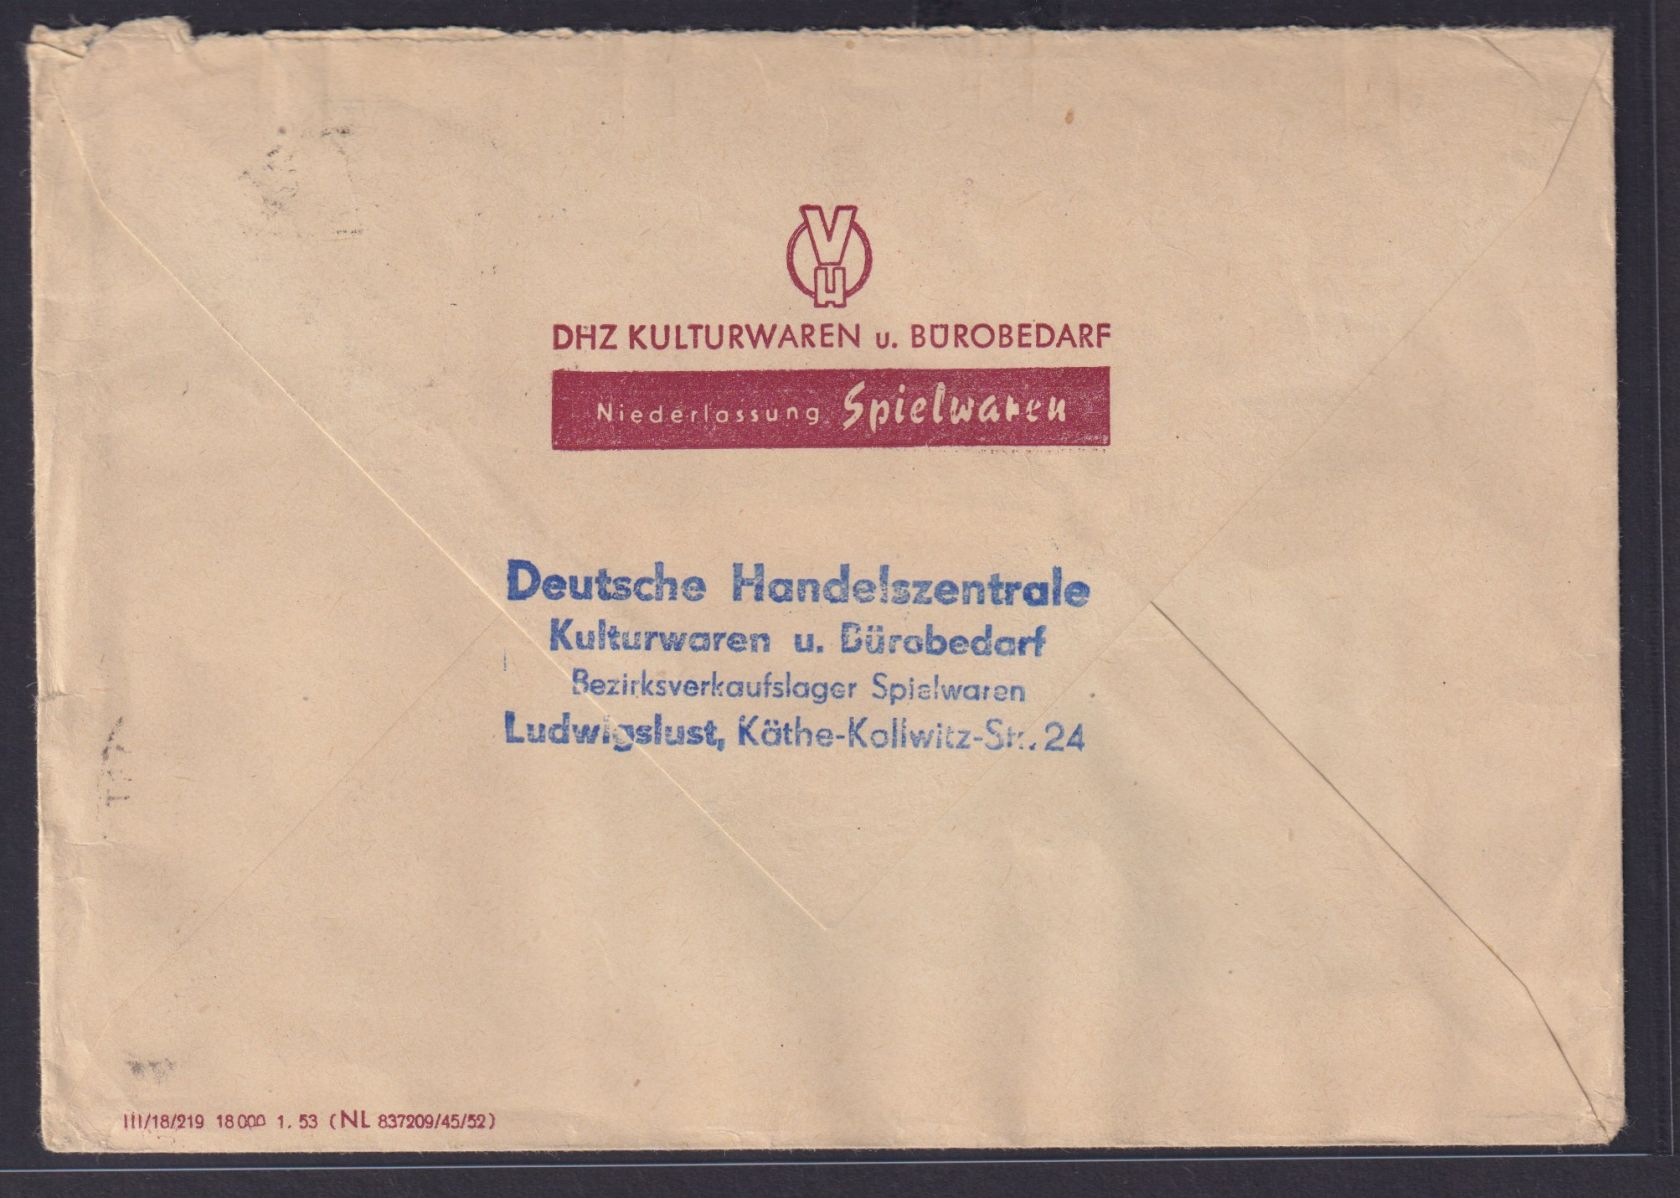 VH
DHZ KULTURWAREN u. BÜROBEDARF
Niederlassung Spielwaren
Deutsche Handelszentrale
Kulturwaren u. Bürobedarf
Bezirksverkaufslager Spielwaren
Ludwigslust, Käthe-Kollwitz-Str. 24
III/18/219 18000 1. 53 (NL 837209/45/52)